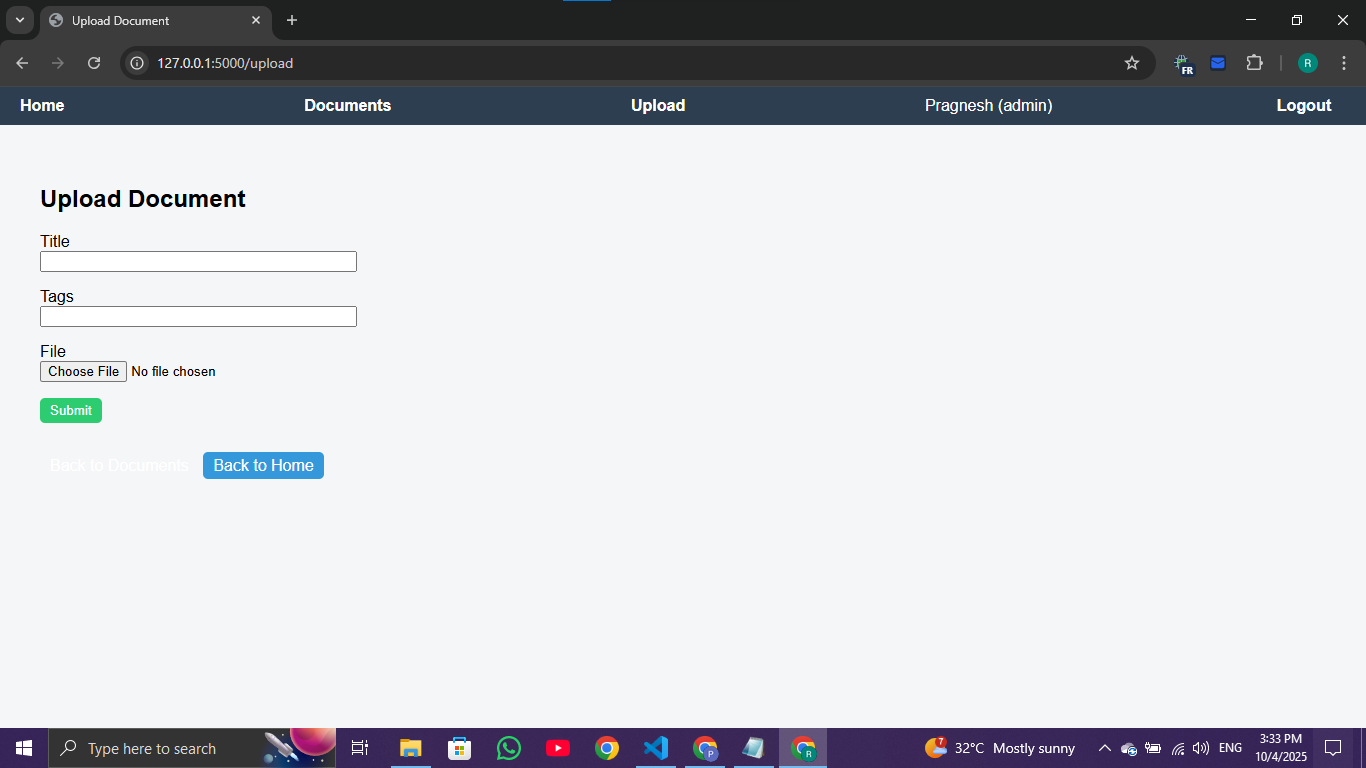 Upload Document
127.0.0.1:5000/upload
FR
R
Home Documents Upload Pragnesh (admin) Logout
Upload Document
Title
Tags
File
Choose File No file chosen
Submit
Back to Documents Back to Home
Type here to search
P
R
7
32°C Mostly sunny
ENG
3:33 PM
10/4/2025